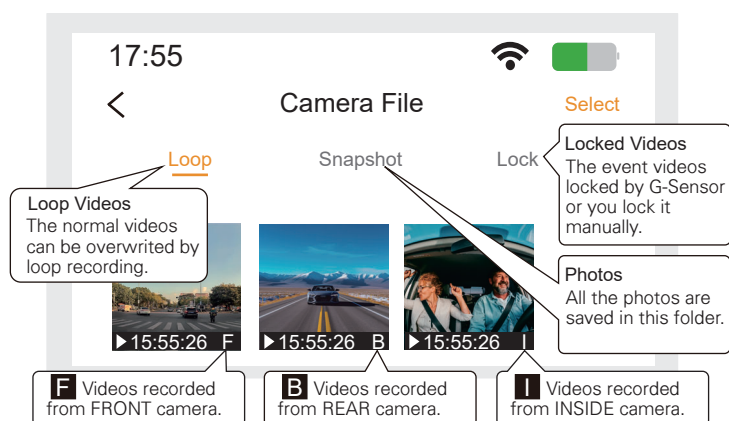 17:55
Camera File
Select
Loop
Snapshot
Lock
Locked Videos
The event videos
locked by G-Sensor
or you lock it
manually.
Loop Videos
The normal videos
can be overwrited by
loop recording.
Photos
All the photos are
saved in this folder.
15:55:26 F
15:55:26 B
15:55:26 I
F Videos recorded
from FRONT camera.
B Videos recorded
from REAR camera.
I Videos recorded
from INSIDE camera.